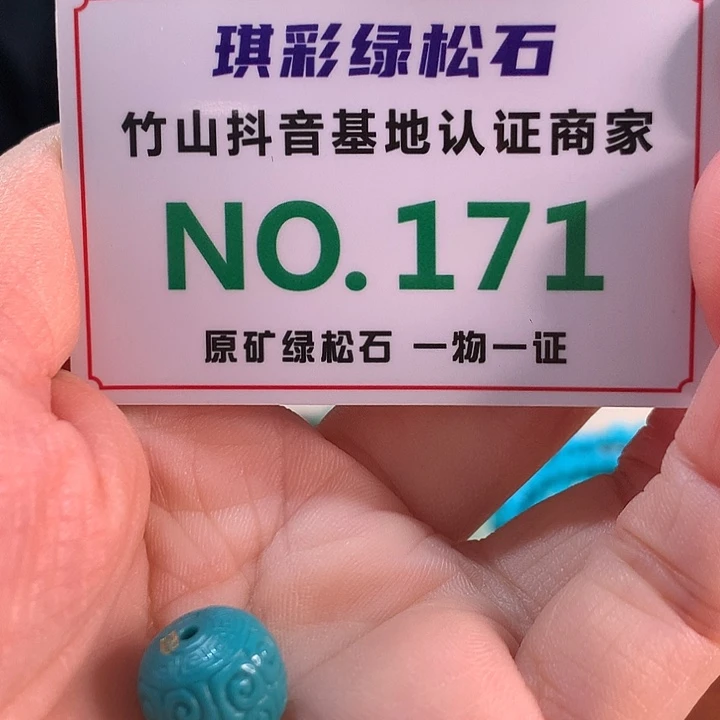 琪彩绿松石
竹山抖音基地认证商家
NO.171
原矿绿松石 一物一证